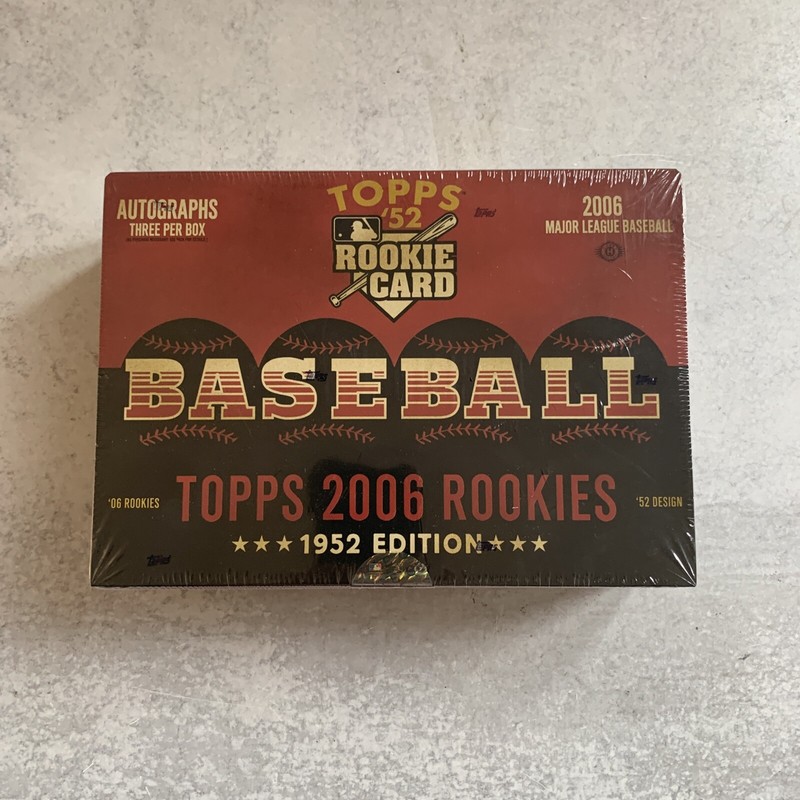 AUTOGRAPHS
THREE PER BOX
TOPPS
'52
ROOKIE
CARD
2006
MAJOR LEAGUE BASEBALL
BASEBALL
'06 ROOKIES
TOPPS 2006 ROOKIES
'52 DESIGN
★★★1952 EDITION★★★